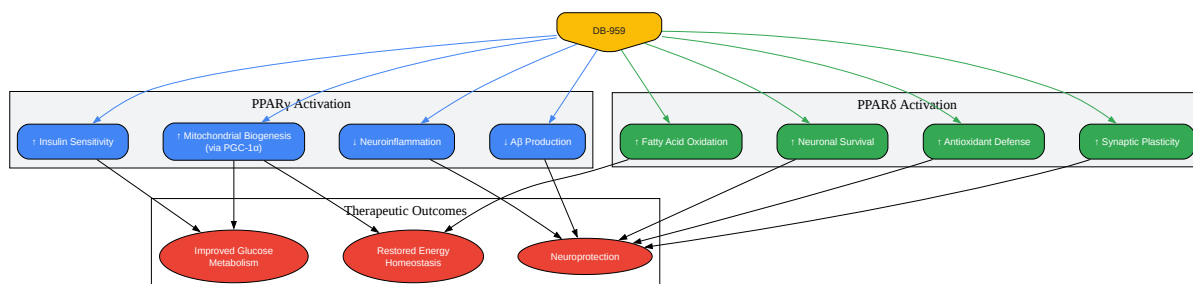 DB-959
PPARγ Activation
PPARδ Activation
↑ Insulin Sensitivity
↑ Mitochondrial Biogenesis
(via PGC-1α)
↓ Neuroinflammation
↓ Aβ Production
↑ Fatty Acid Oxidation
↑ Neuronal Survival
↑ Antioxidant Defense
↑ Synaptic Plasticity
Therapeutic Outcomes
Improved Glucose
Metabolism
Restored Energy
Homeostasis
Neuroprotection